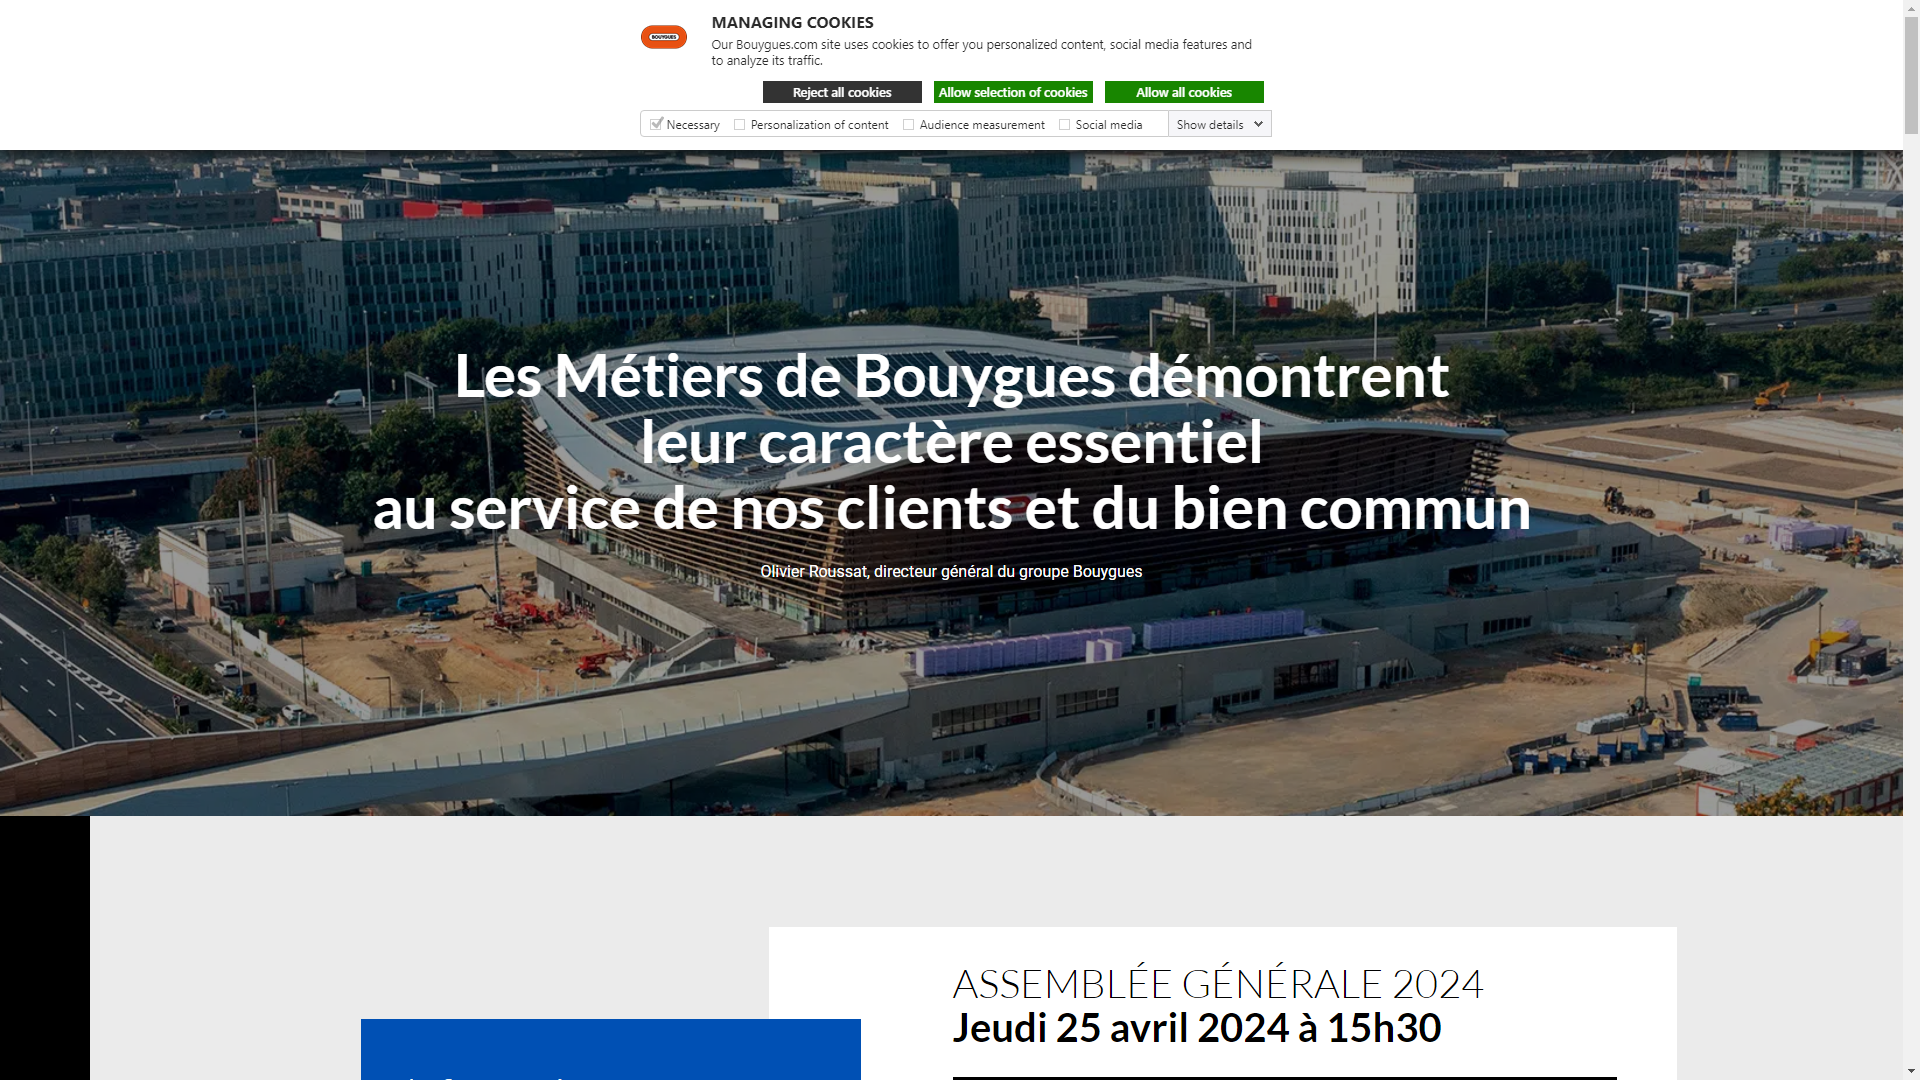 BOUYGUES
MANAGING COOKIES
Our Bouygues.com site uses cookies to offer you personalized content, social media features and
to analyze its traffic.
Reject all cookies
Allow selection of cookies
Allow all cookies
Necessary
Personalization of content
Audience measurement
Social media
Show details
Les Métiers de Bouygues démontrent
leur caractère essentiel
au service de nos clients et du bien commun
Olivier Roussat, directeur général du groupe Bouygues
ASSEMBLÉE GÉNÉRALE 2024
Jeudi 25 avril 2024 à 15h30